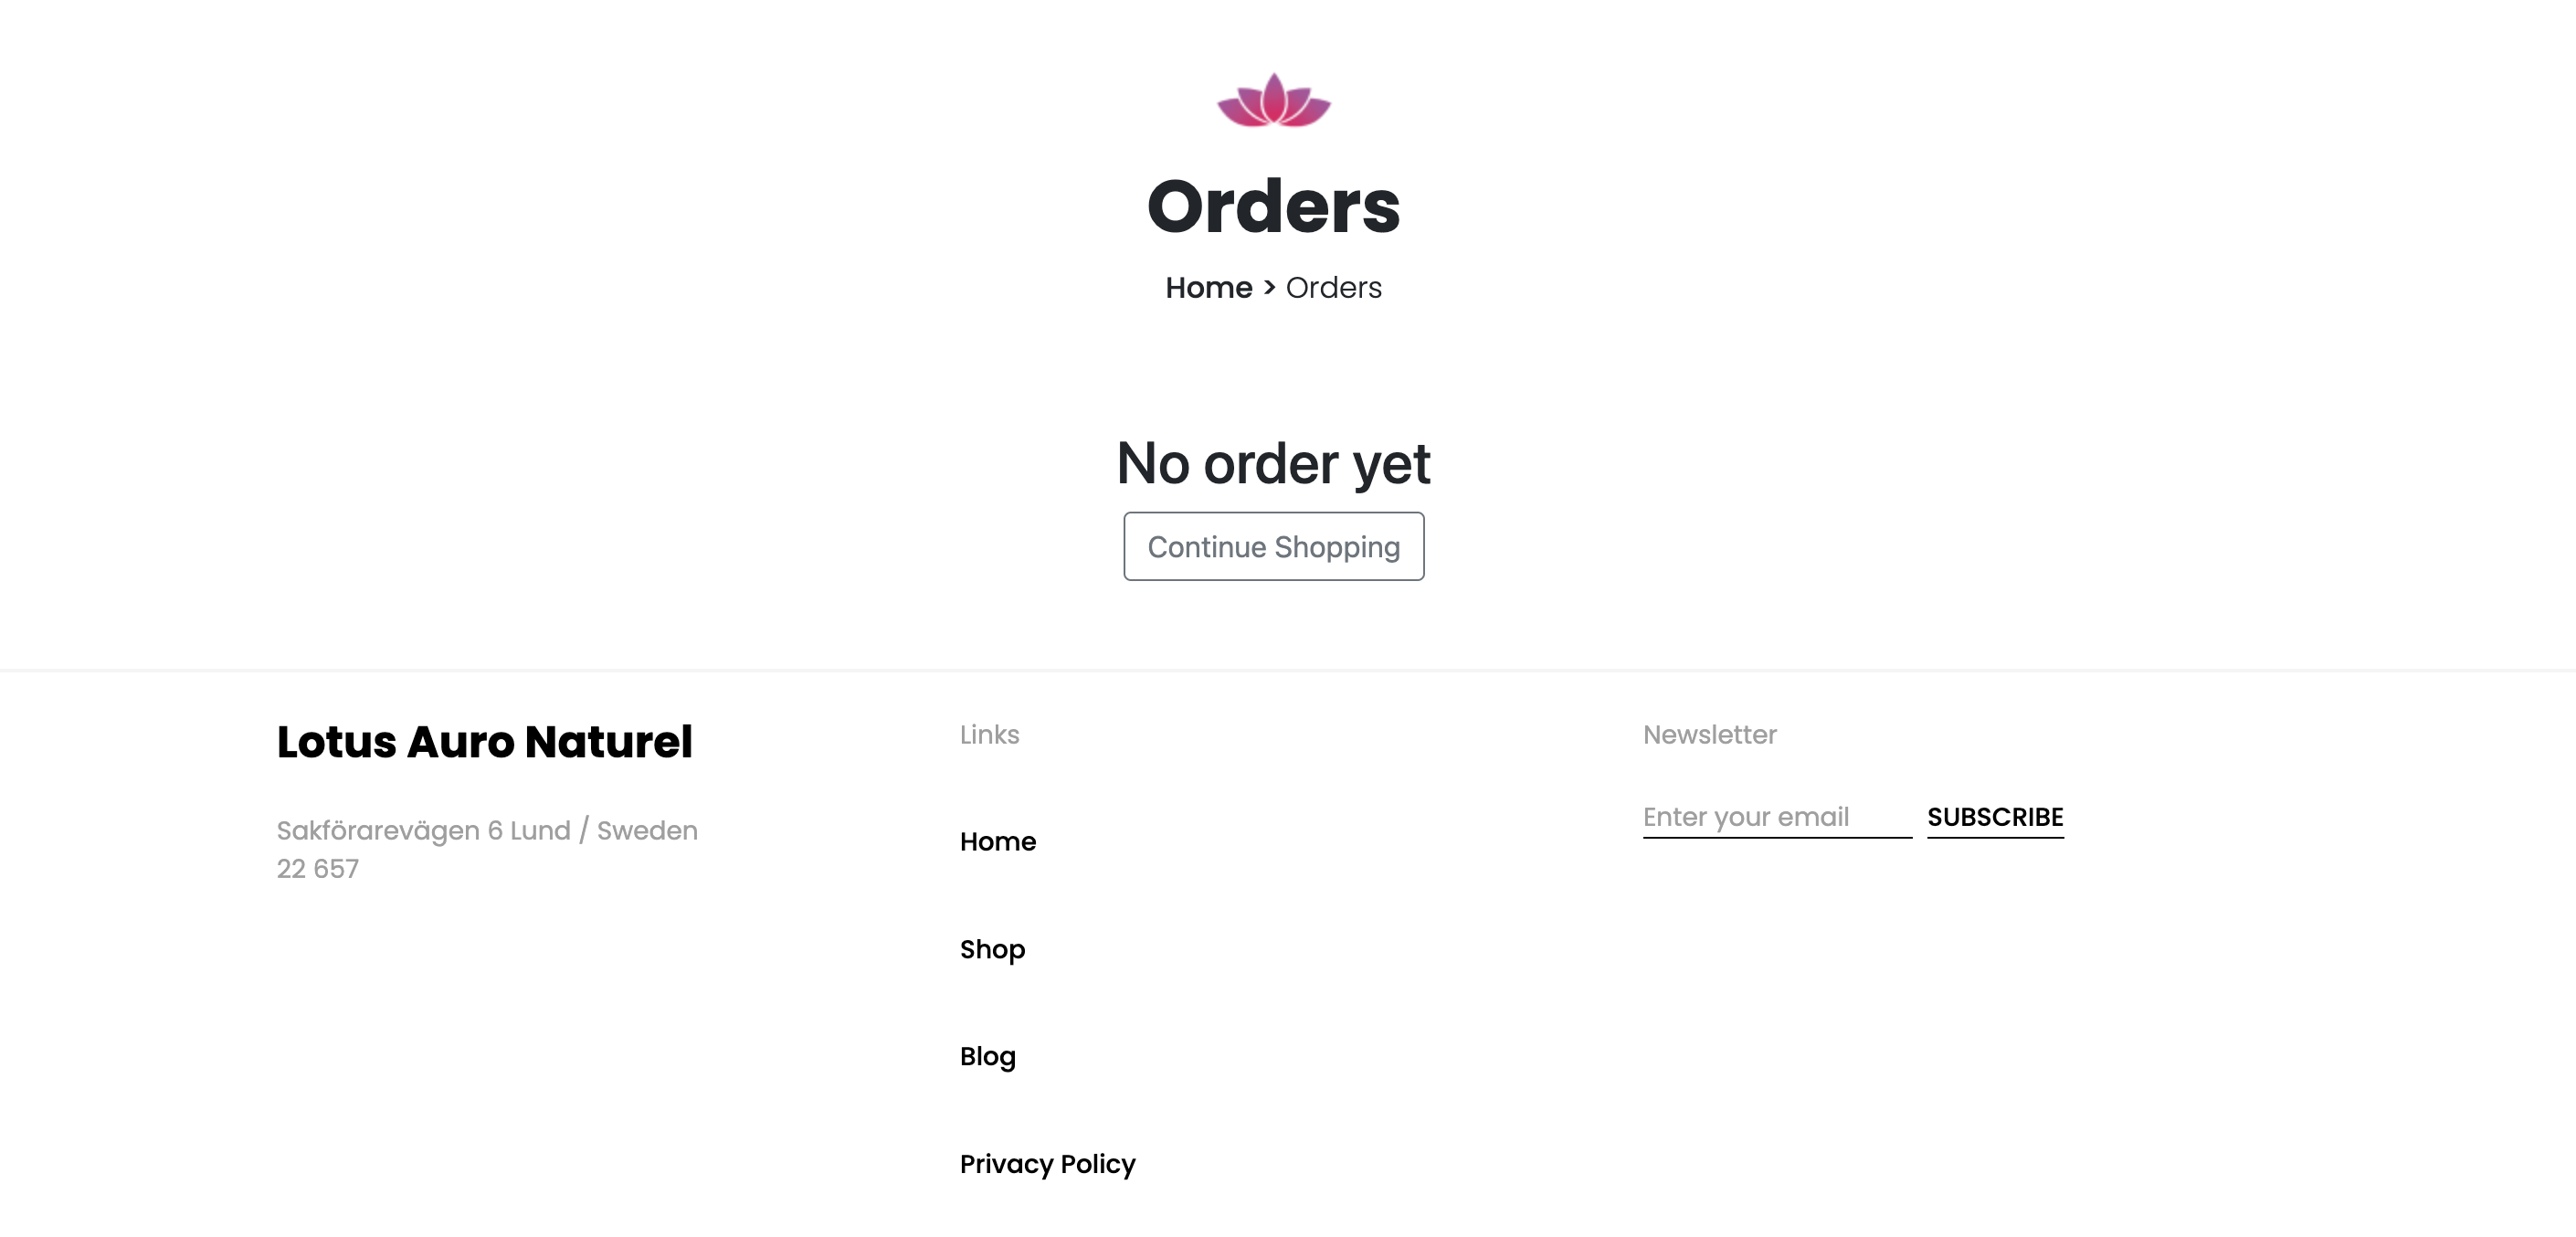 Orders
Home > Orders
No order yet
Continue Shopping
Lotus Auro Naturel
Sakförarevägen 6 Lund / Sweden
22 657
Links
Home
Shop
Blog
Privacy Policy
Newsletter
Enter your email
SUBSCRIBE